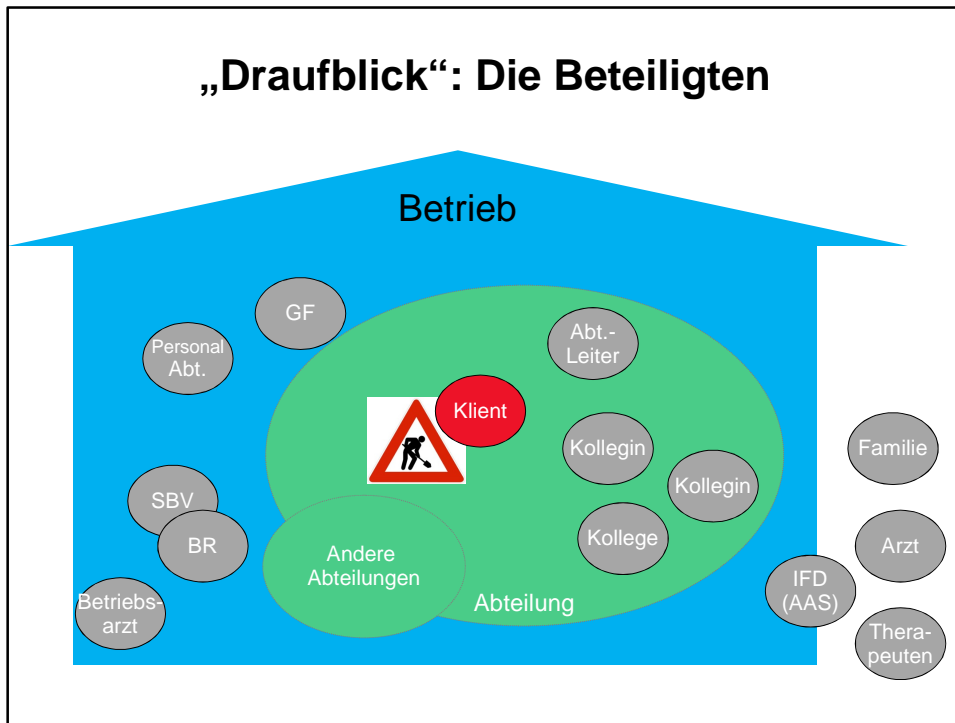 „Draufblick“: Die Beteiligten
Betrieb
GF
Personal
Abt.
Abt.-
Leiter
Klient
Kollegin
Kollegin
Kollege
Familie
SBV
BR
Andere
Abteilungen
Abteilung
Arzt
IFD
(AAS)
Betriebs-
arzt
Thera-
peuten